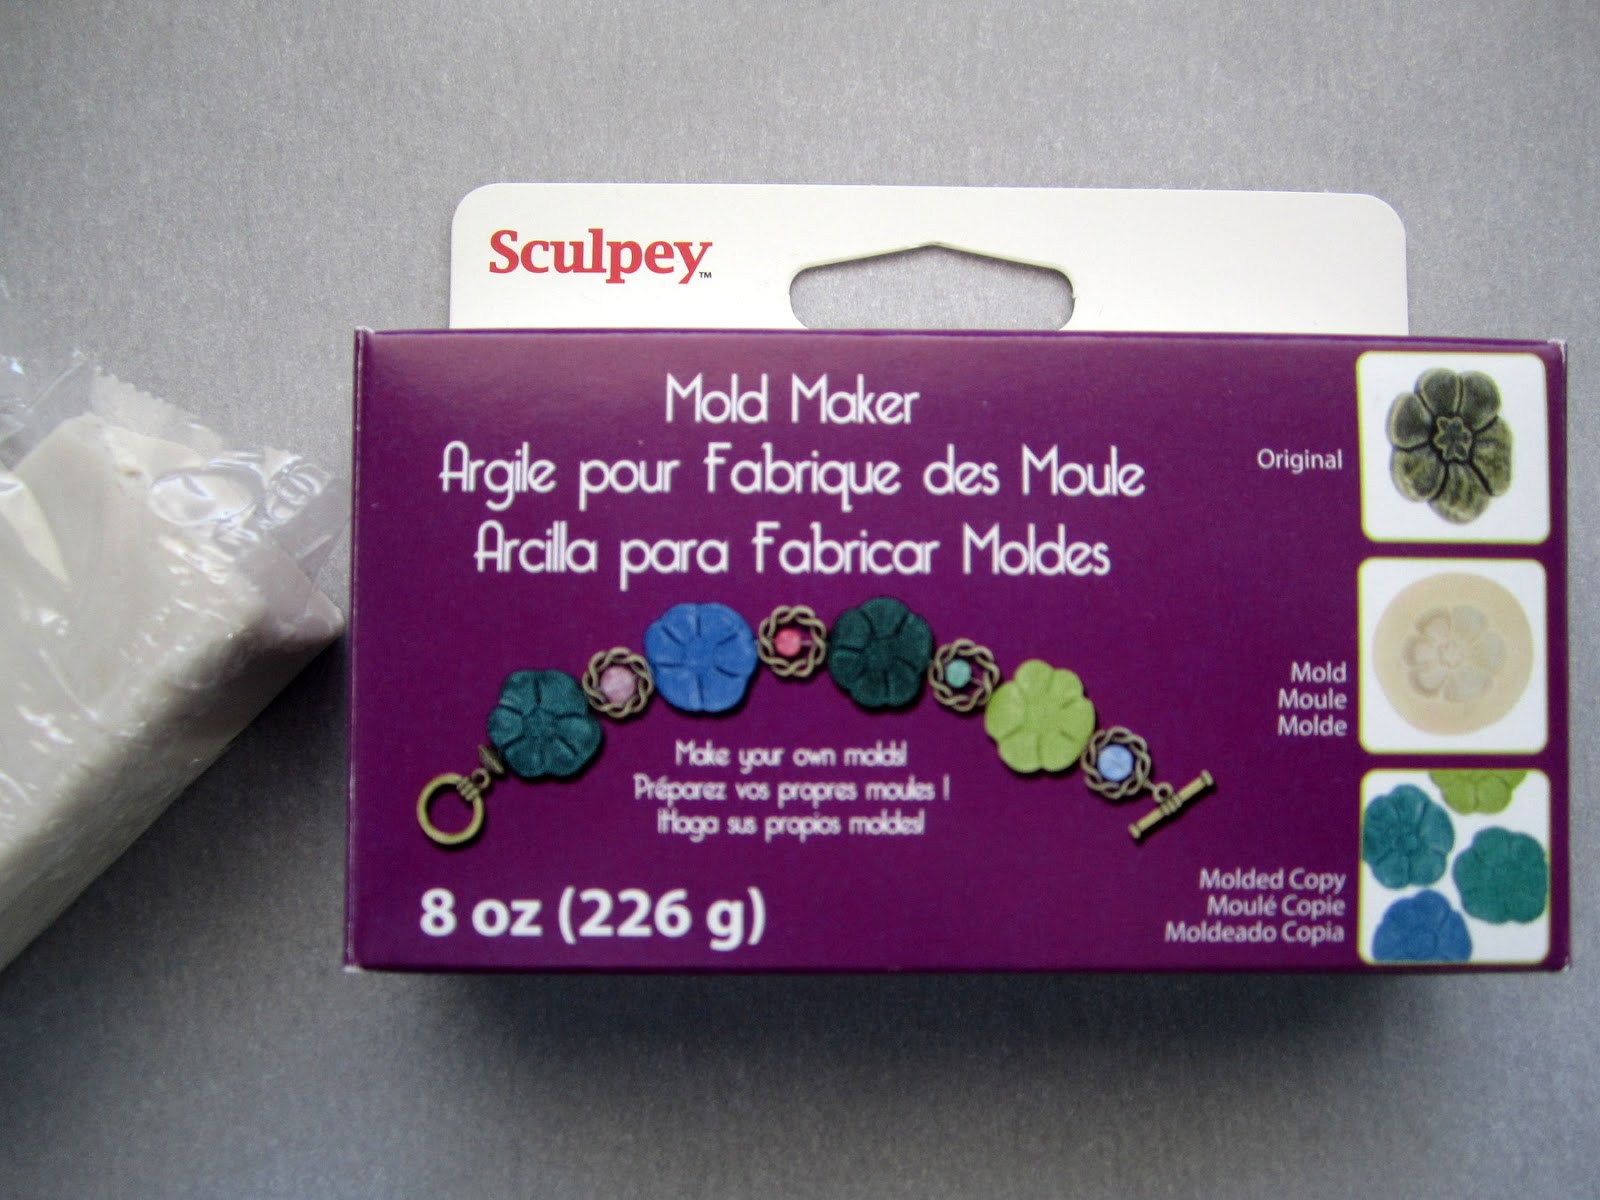 Sculpey™
Mold Maker
Argile pour Fabrique des Moule
Arcilla para Fabricar Moldes
Original
Mold
Moule
Molde
Make your own molds!
Préparez vos propres moules !
¡Haga sus propios moldes!
8 oz (226 g)
Molded Copy
Moulé Copie
Moldeado Copia